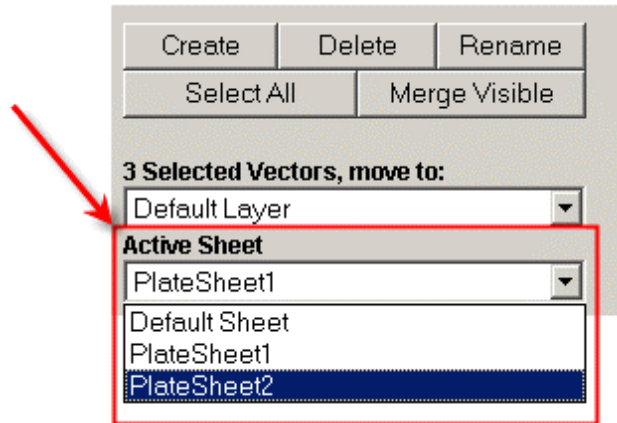 Create Delete Rename
Select All Merge Visible
3 Selected Vectors, move to:
Default Layer
Active Sheet
PlateSheet1
Default Sheet
PlateSheet1
PlateSheet2